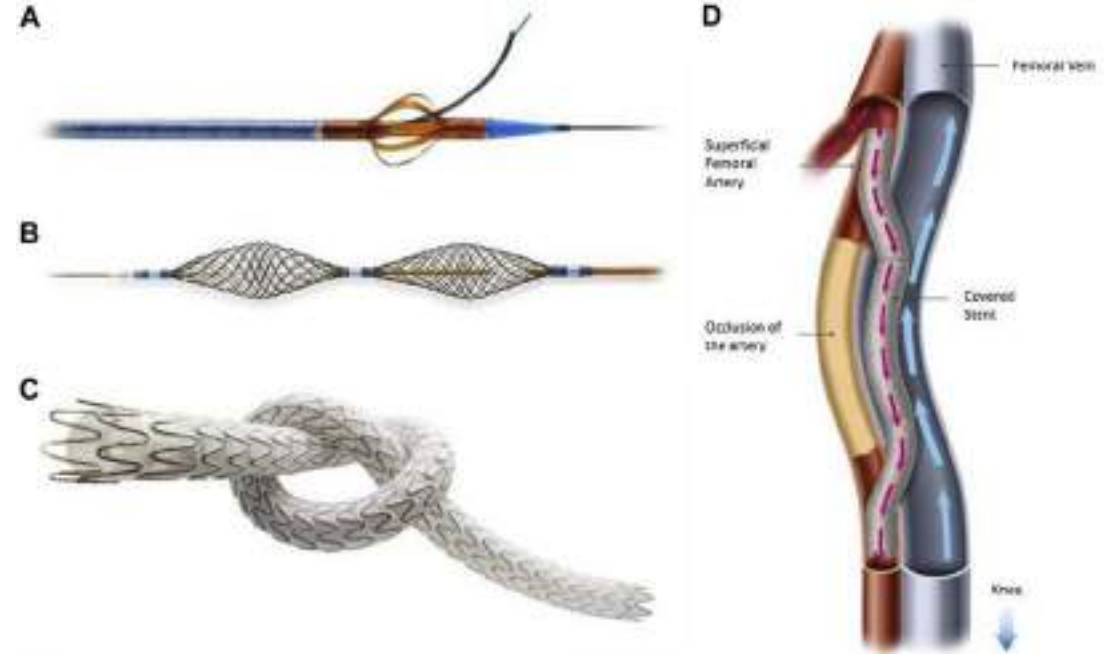 A
B
C
D
Femoral Vein
Superficial
Femoral
Artery
Covered
Stent
Occlusion of
the artery
Knee